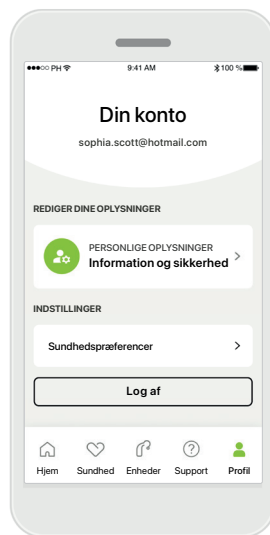 PH 9:41 AM 100 %
Din konto
sophia.scott@hotmail.com
REDIGER DINE OPLYSNINGER
PERSONLIGE OPLYSNINGER
Information og sikkerhed
INDSTILLINGER
Sundhedspræferencer
Log af
Hjem Sundhed Enheder Support Profil